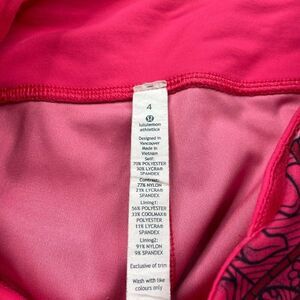 4
lululemon
athletica
Designed in
Vancouver
Made in
Vietnam
Self:
70% POLYESTER
30% LYCRA®
SPANDEX
Contrast:
77% NYLON
23% LYCRA®
SPANDEX
Lining1:
56% POLYESTER
33% COOLMAX®
POLYESTER
11% LYCRA®
SPANDEX
Lining2:
91% NYLON
9% SPANDEX
Exclusive of trim
Wash with like
colours only